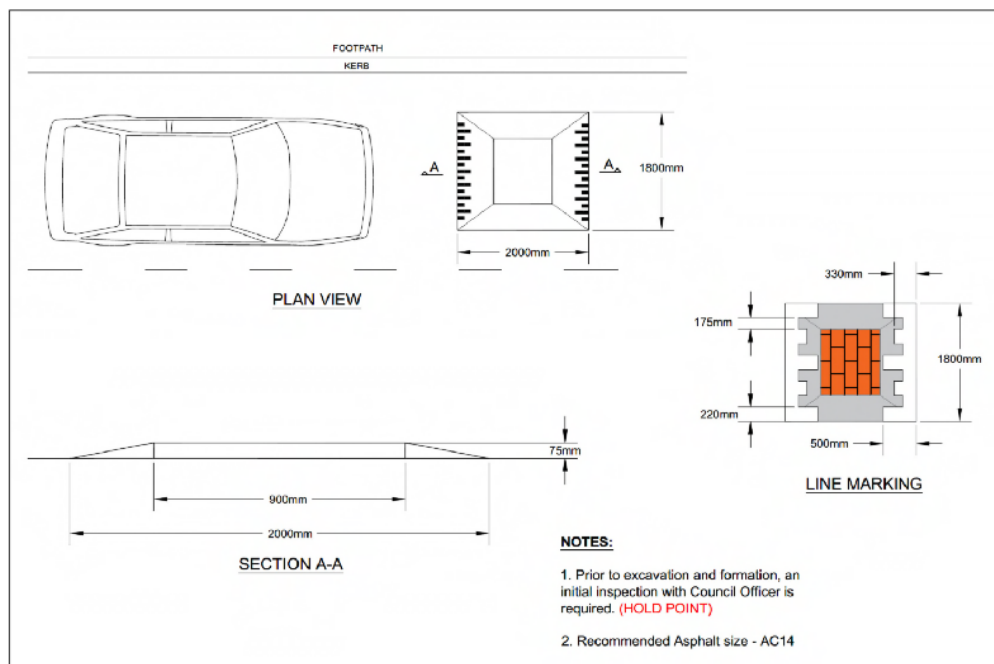 FOOTPATH
KERB
A
A
1800mm
2000mm
PLAN VIEW
330mm
175mm
1800mm
220mm
500mm
LINE MARKING
75mm
900mm
2000mm
SECTION A-A
NOTES:
1. Prior to excavation and formation, an
initial inspection with Council Officer is
required. (HOLD POINT)
2. Recommended Asphalt size - AC14